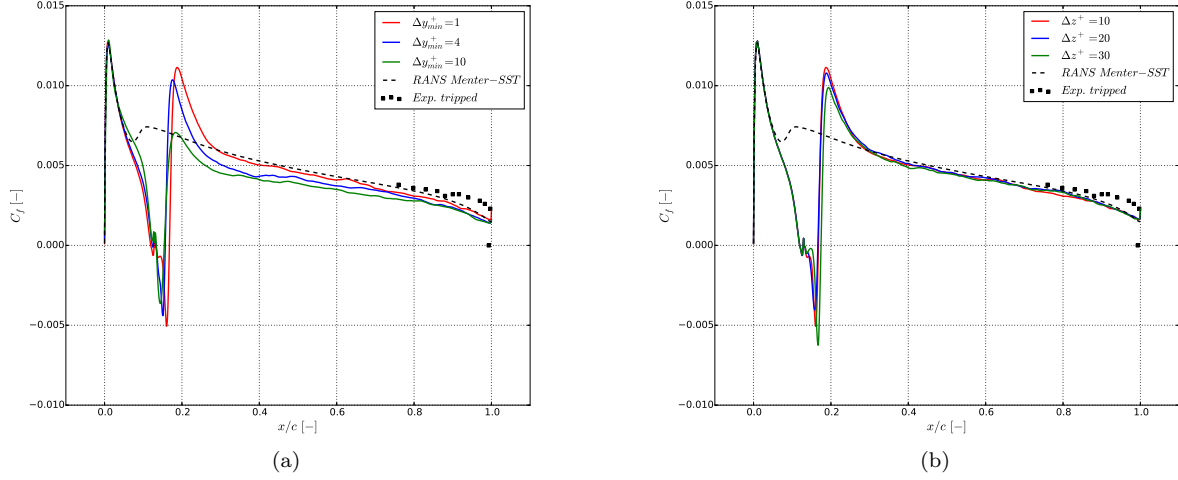 0.015
0.010
0.005
0.000
−0.005
−0.010
C_f [−]
0.0 0.2 0.4 0.6 0.8 1.0
x/c [−]
Δy⁺_min =1
Δy⁺_min =4
Δy⁺_min =10
RANS Menter−SST
Exp. tripped
(a)
0.015
0.010
0.005
0.000
−0.005
−0.010
C_f [−]
0.0 0.2 0.4 0.6 0.8 1.0
x/c [−]
Δz⁺ =10
Δz⁺ =20
Δz⁺ =30
RANS Menter−SST
Exp. tripped
(b)